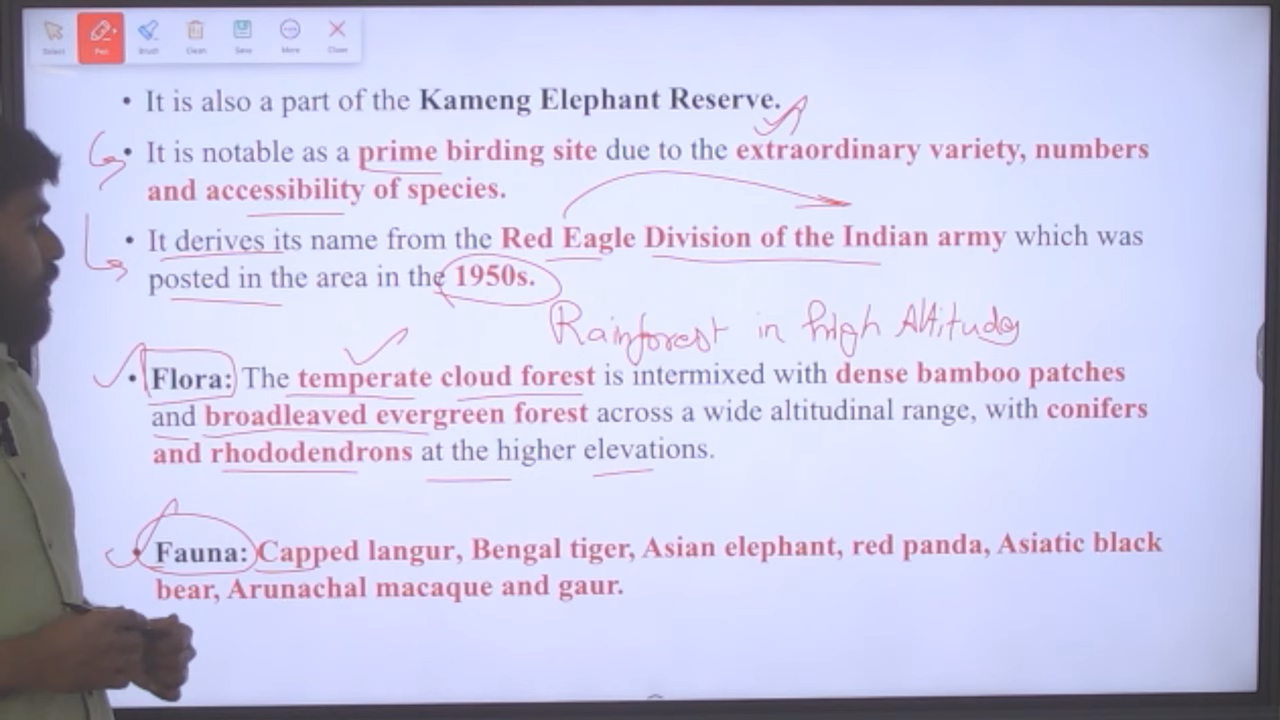 Select Pen Brush Clean Save More Close
• It is also a part of the Kameng Elephant Reserve.
• It is notable as a prime birding site due to the extraordinary variety, numbers
and accessibility of species.
• It derives its name from the Red Eagle Division of the Indian army which was
posted in the area in the 1950s.
Rainforest in high Altitude
• Flora: The temperate cloud forest is intermixed with dense bamboo patches
and broadleaved evergreen forest across a wide altitudinal range, with conifers
and rhododendrons at the higher elevations.
• Fauna: Capped langur, Bengal tiger, Asian elephant, red panda, Asiatic black
bear, Arunachal macaque and gaur.